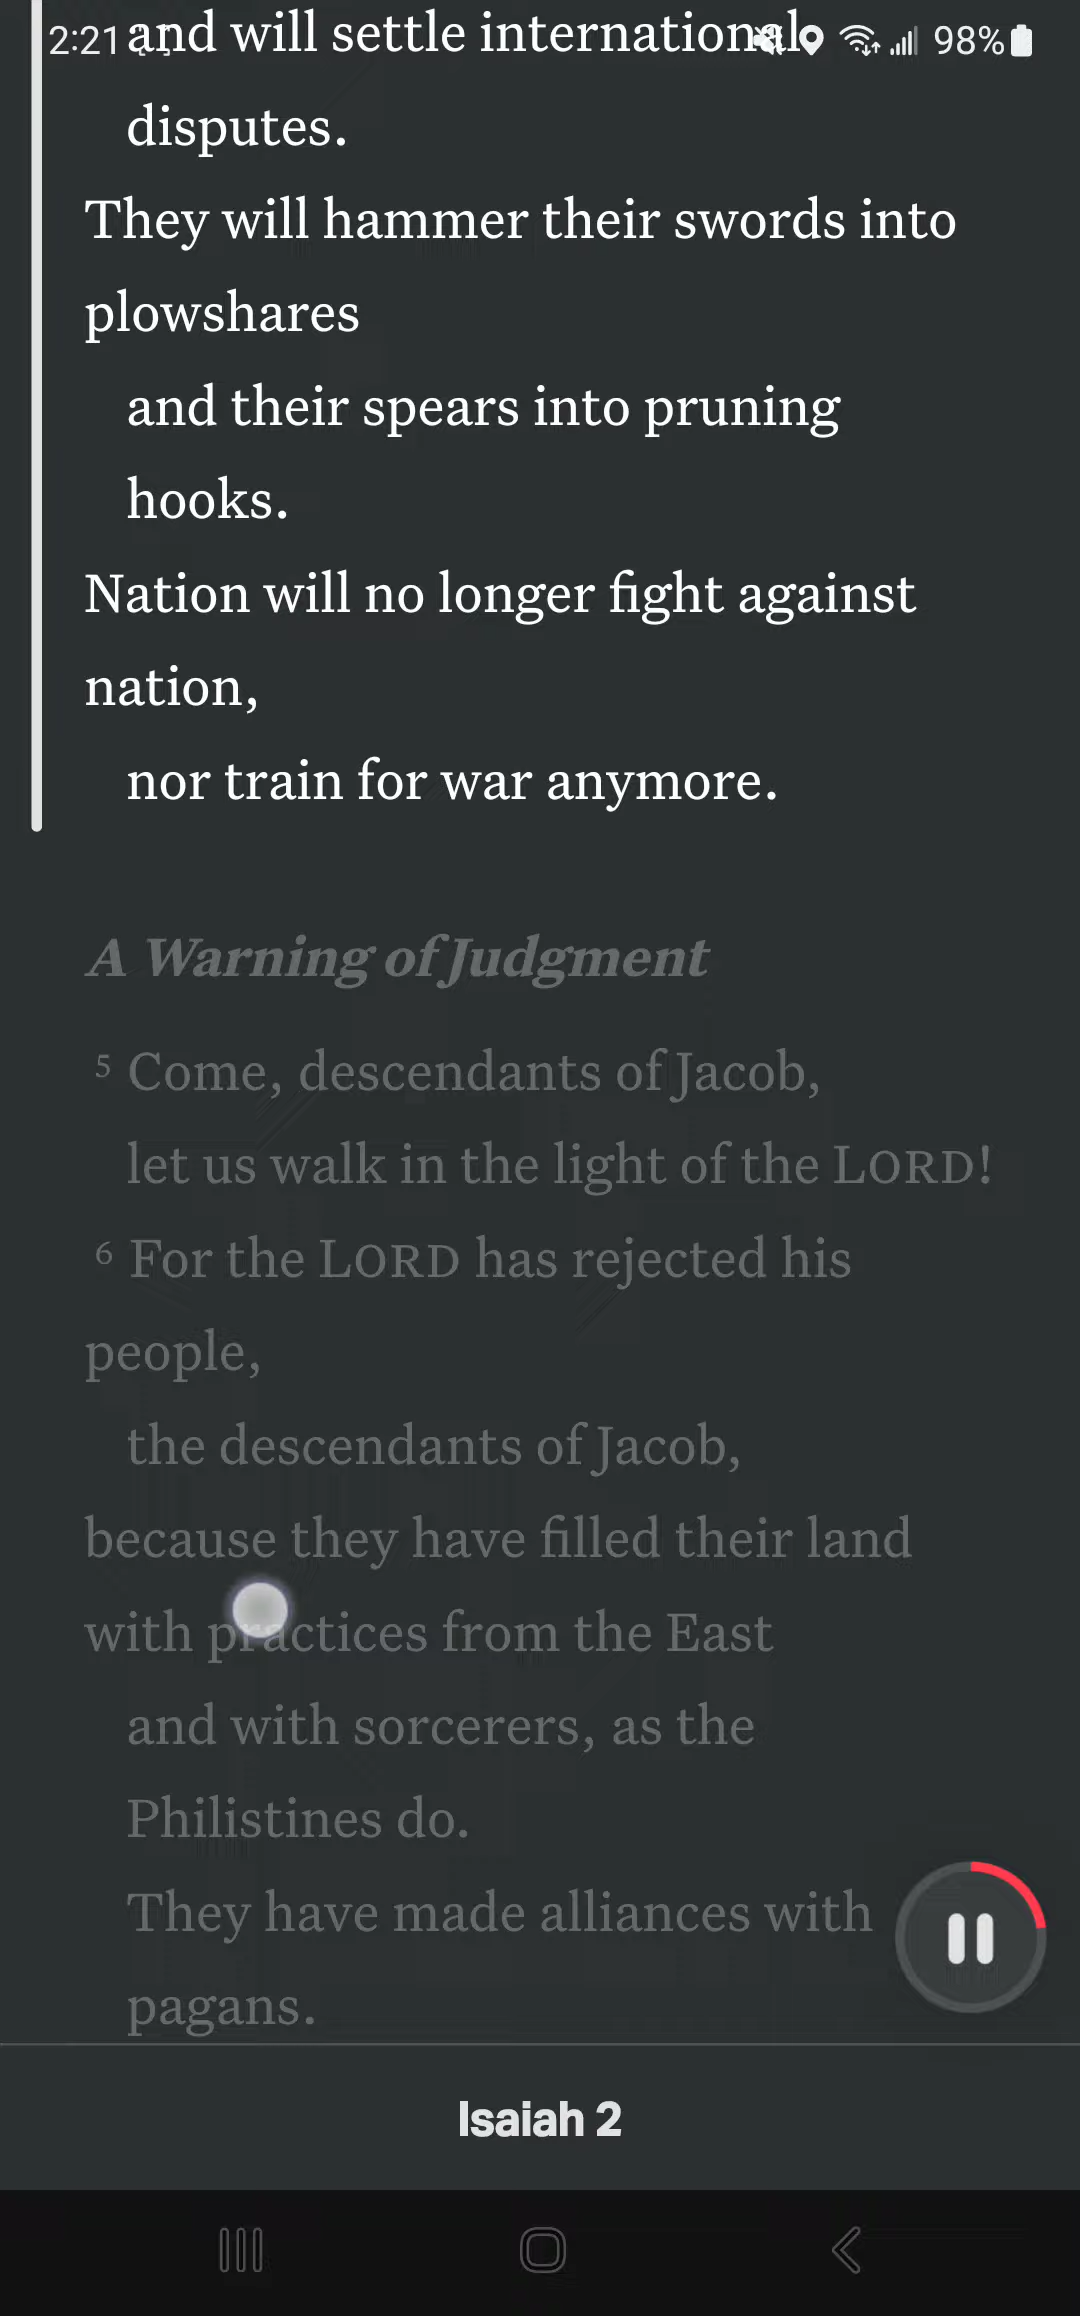 2:21 and will settle international 98%
disputes.
They will hammer their swords into
plowshares
and their spears into pruning
hooks.
Nation will no longer fight against
nation,
nor train for war anymore.
A Warning of Judgment
5 Come, descendants of Jacob,
let us walk in the light of the LORD!
6 For the LORD has rejected his
people,
the descendants of Jacob,
because they have filled their land
with practices from the East
and with sorcerers, as the
Philistines do.
They have made alliances with
pagans.
Isaiah 2